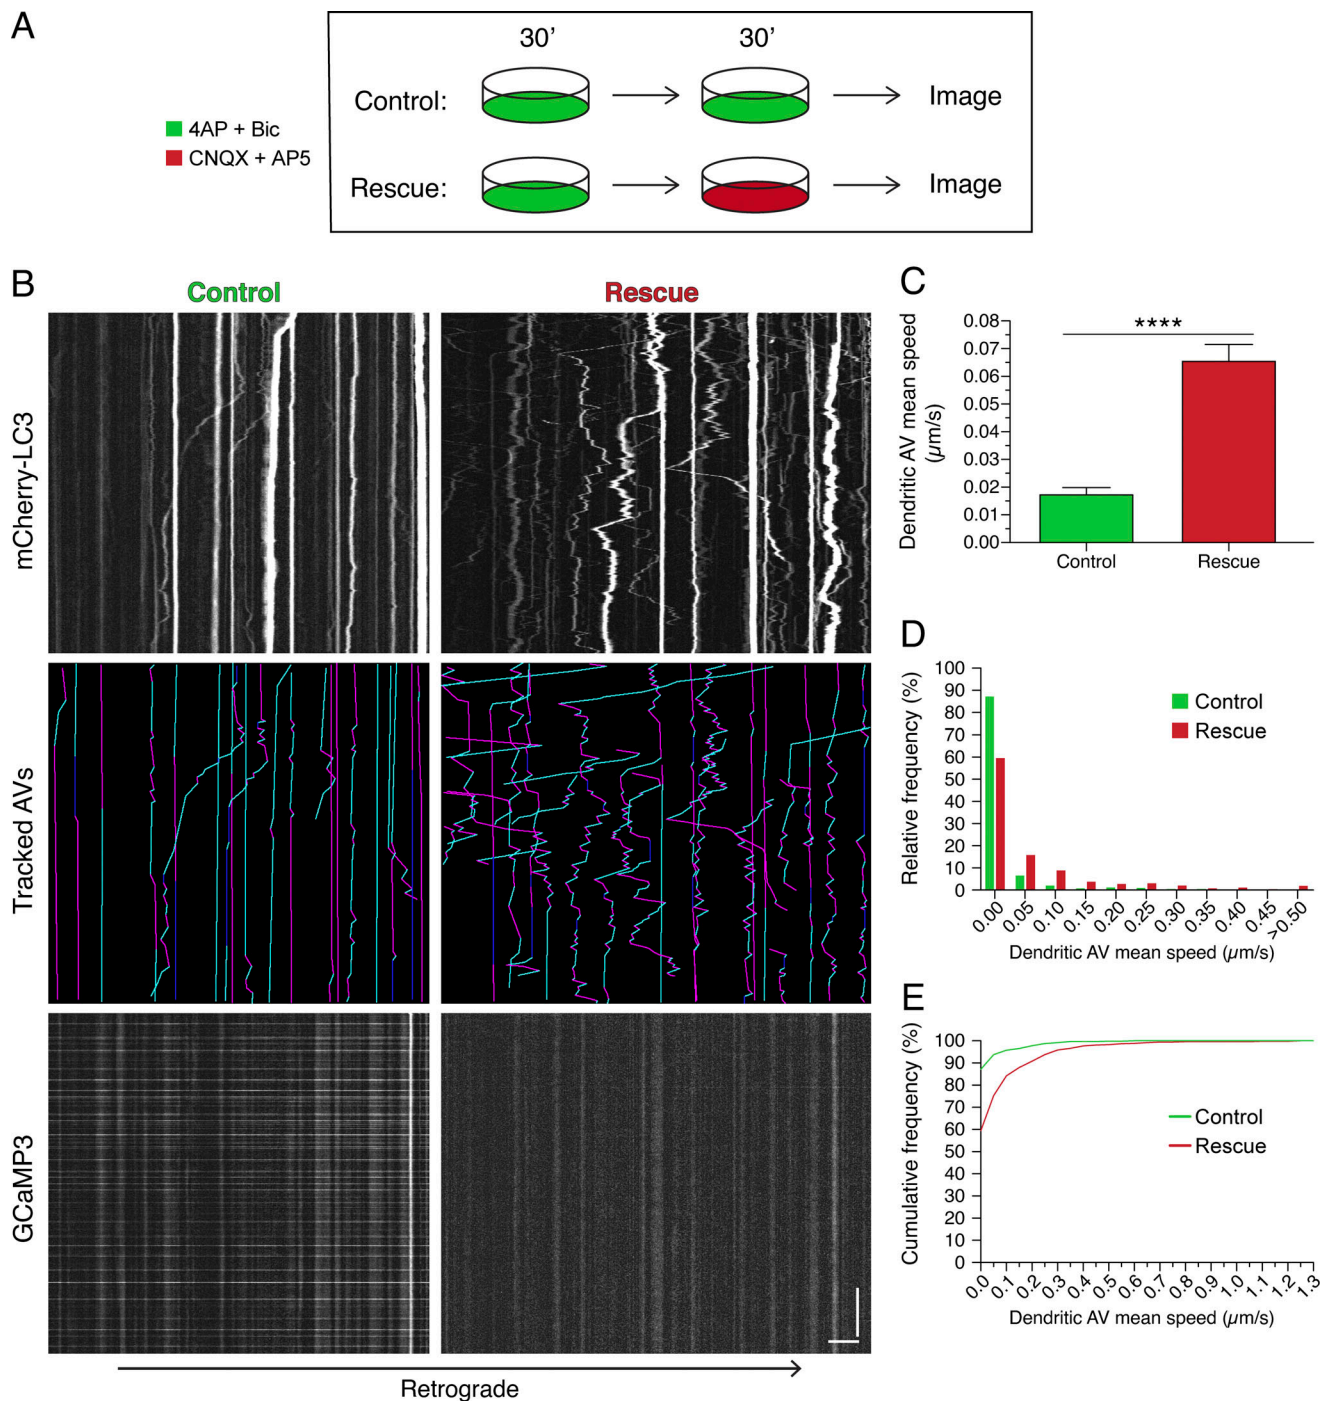 A
30’ 30’
Control: Image
4AP + Bic
CNQX + AP5
Rescue: Image
B
Control Rescue
mCherry-LC3
Tracked AVs
GCaMP3
Retrograde
C
Dendritic AV mean speed
(µm/s)
0.08
0.07
0.06
0.05
0.04
0.03
0.02
0.01
0.00
****
Control Rescue
D
Relative frequency (%)
100
90
80
70
60
50
40
30
20
10
0
Control
Rescue
0.00 0.05 0.10 0.15 0.20 0.25 0.30 0.35 0.40 0.45 >0.50
Dendritic AV mean speed (µm/s)
E
Cumulative frequency (%)
100
90
80
70
60
50
40
30
20
10
0
Control
Rescue
0.0 0.1 0.2 0.3 0.4 0.5 0.6 0.7 0.8 0.9 1.0 1.1 1.2 1.3
Dendritic AV mean speed (µm/s)